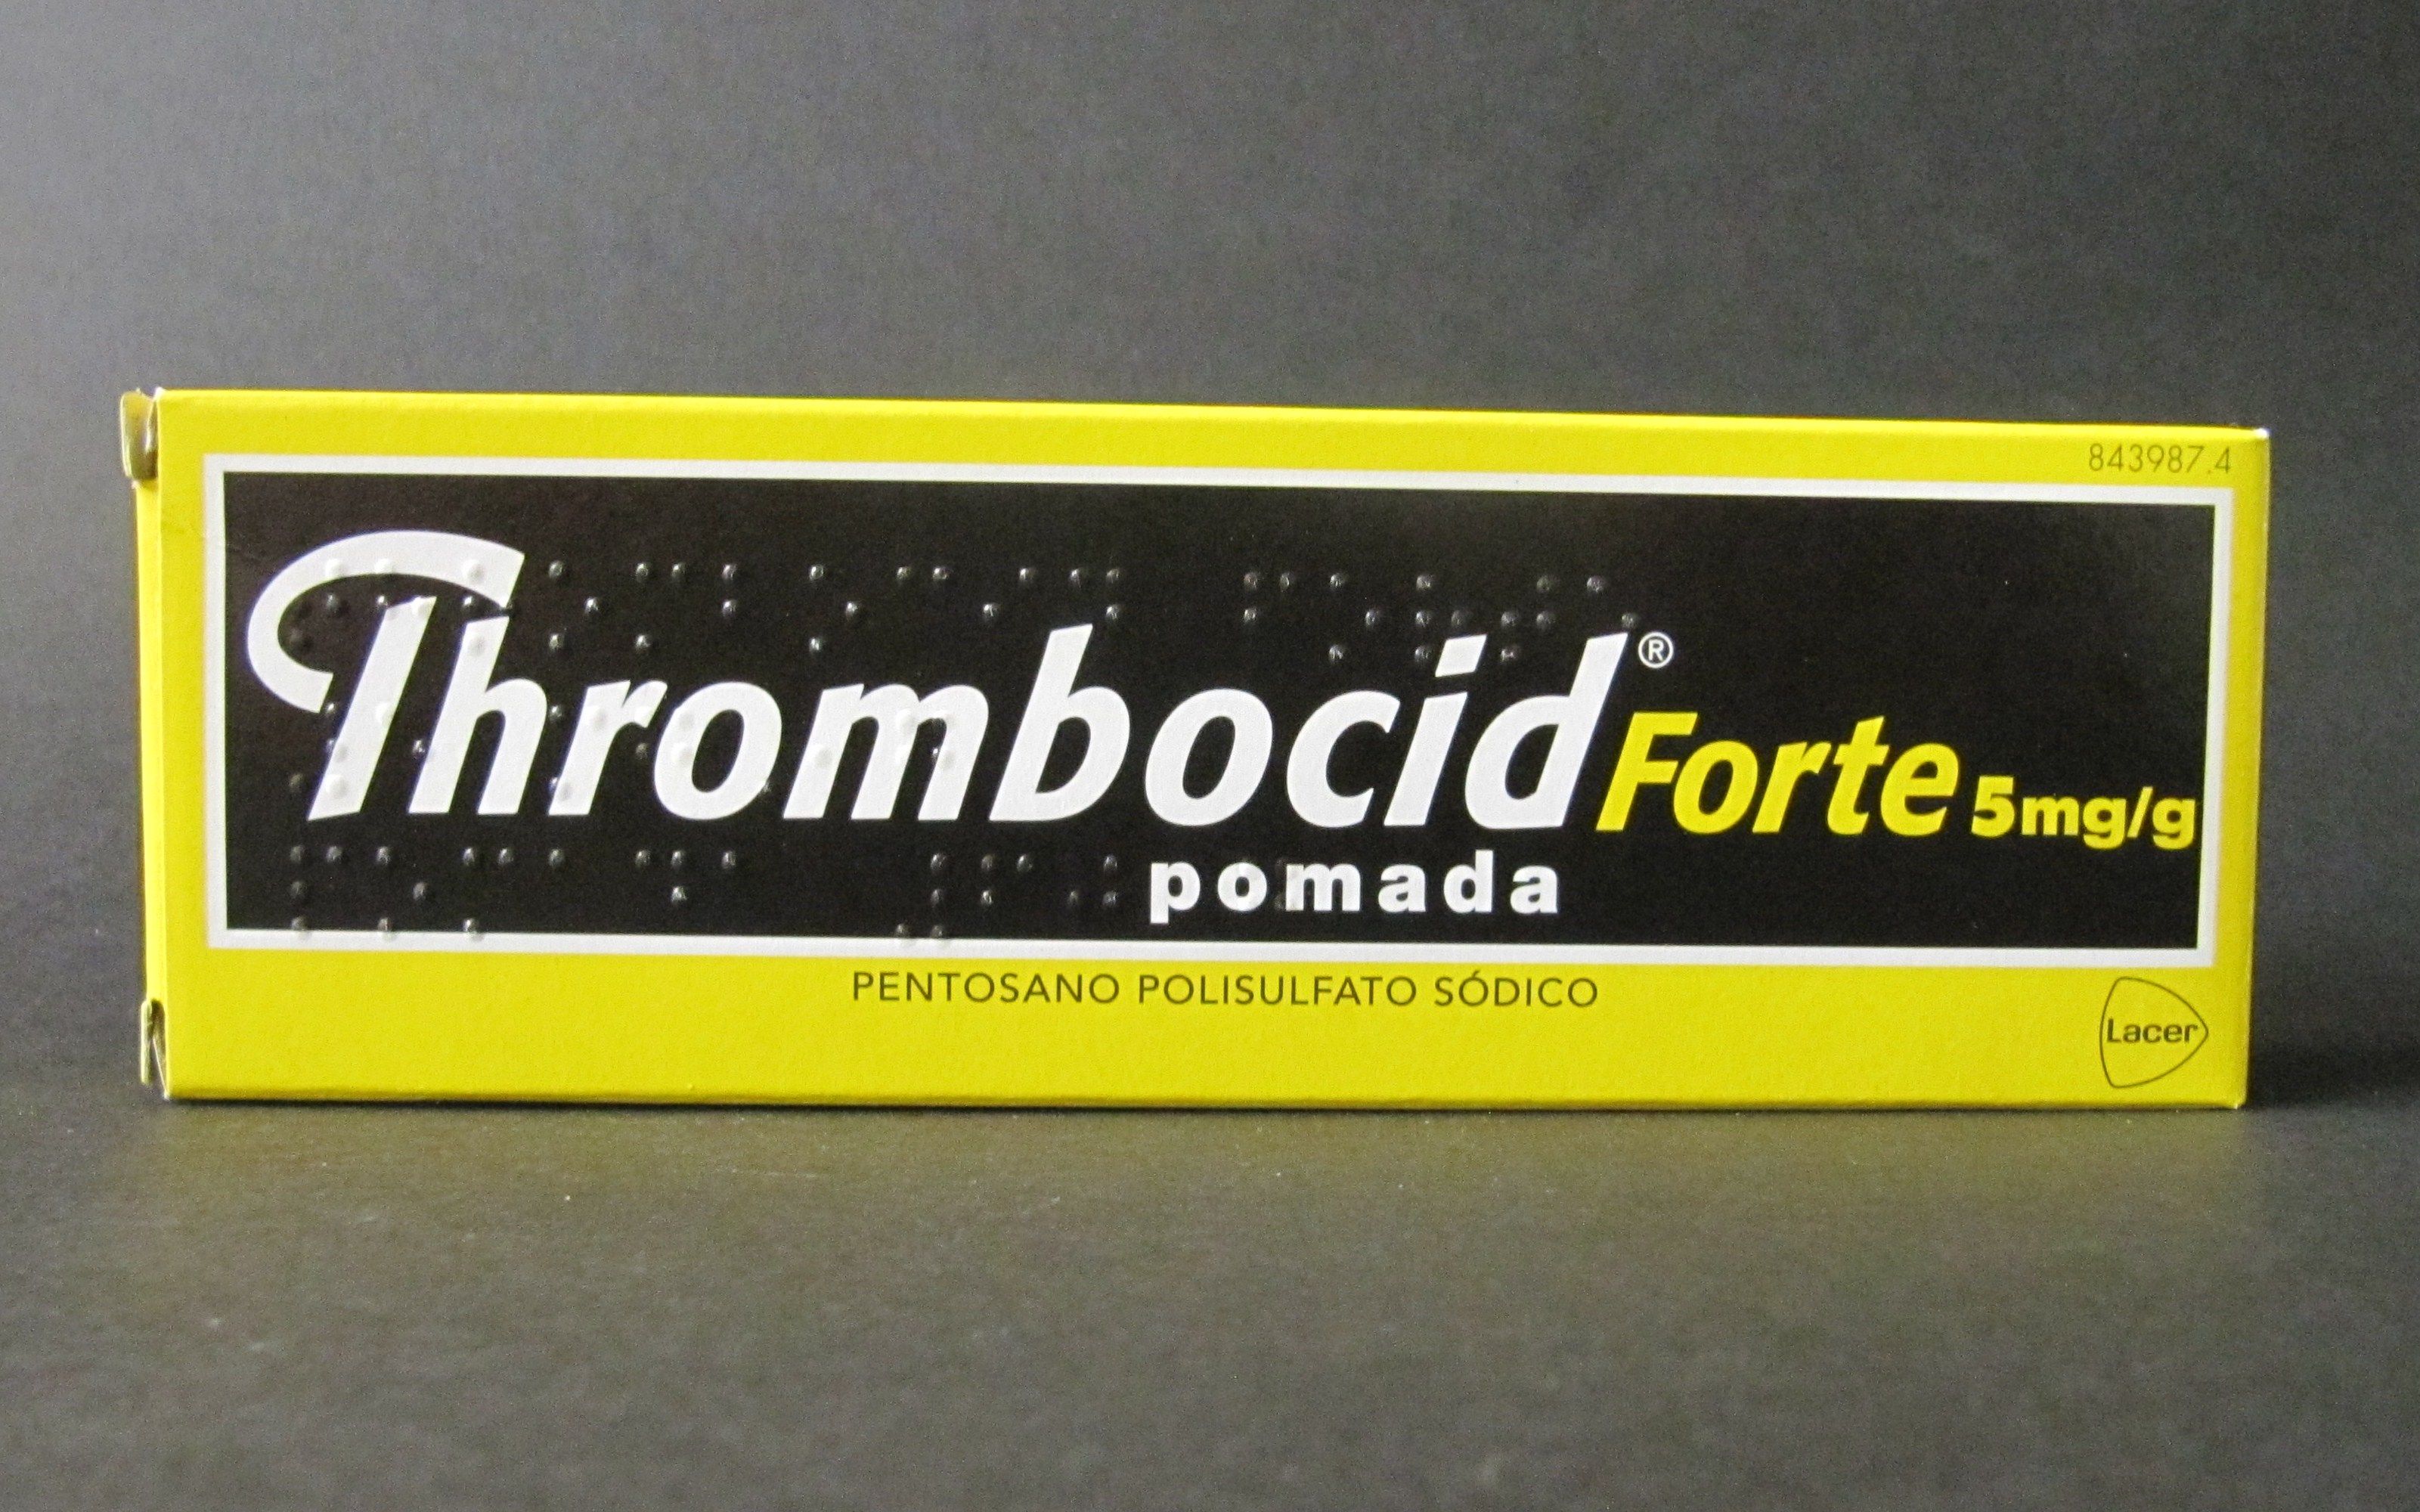 843987.4
Thrombocid® Forte 5mg/g
pomada
PENTOSANO POLISULFATO SÓDICO
Lacer